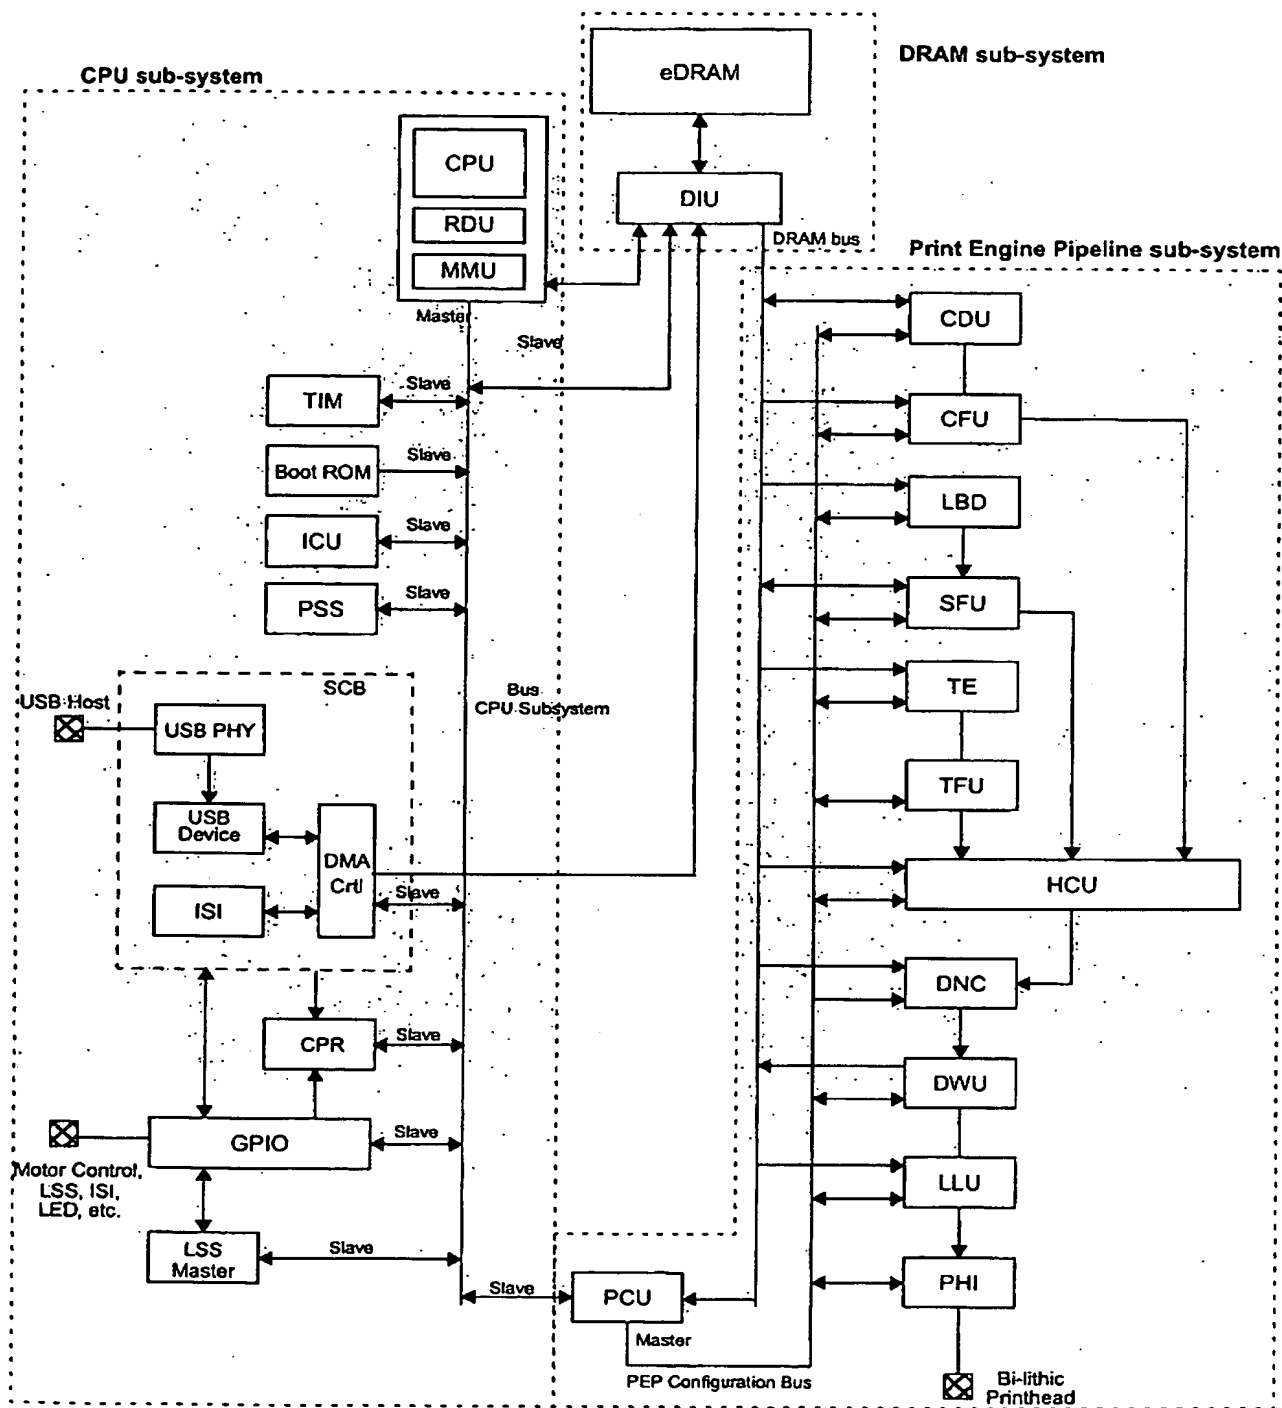 DRAM sub-system
CPU sub-system
eDRAM
CPU
RDU
MMU
DIU
DRAM bus
Print Engine Pipeline sub-system
Master
Slave
TIM
Slave
Boot ROM
Slave
ICU
Slave
PSS
Slave
SCB
USB Host
USB PHY
Bus
CPU Subsystem
USB
Device
DMA
Crtl
ISI
Slave
CPR
Slave
GPIO
Slave
Motor Control,
LSS, ISI,
LED, etc.
LSS
Master
Slave
Slave
PCU
Master
PEP Configuration Bus
CDU
CFU
LBD
SFU
TE
TFU
HCU
DNC
DWU
LLU
PHI
Bi-lithic
Printhead